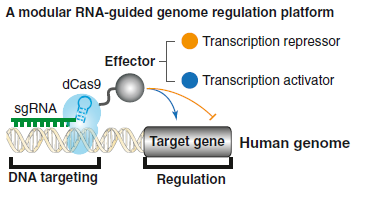 A modular RNA-guided genome regulation platform
Transcription repressor
Effector
Transcription activator
dCas9
sgRNA
Target gene
Human genome
DNA targeting
Regulation